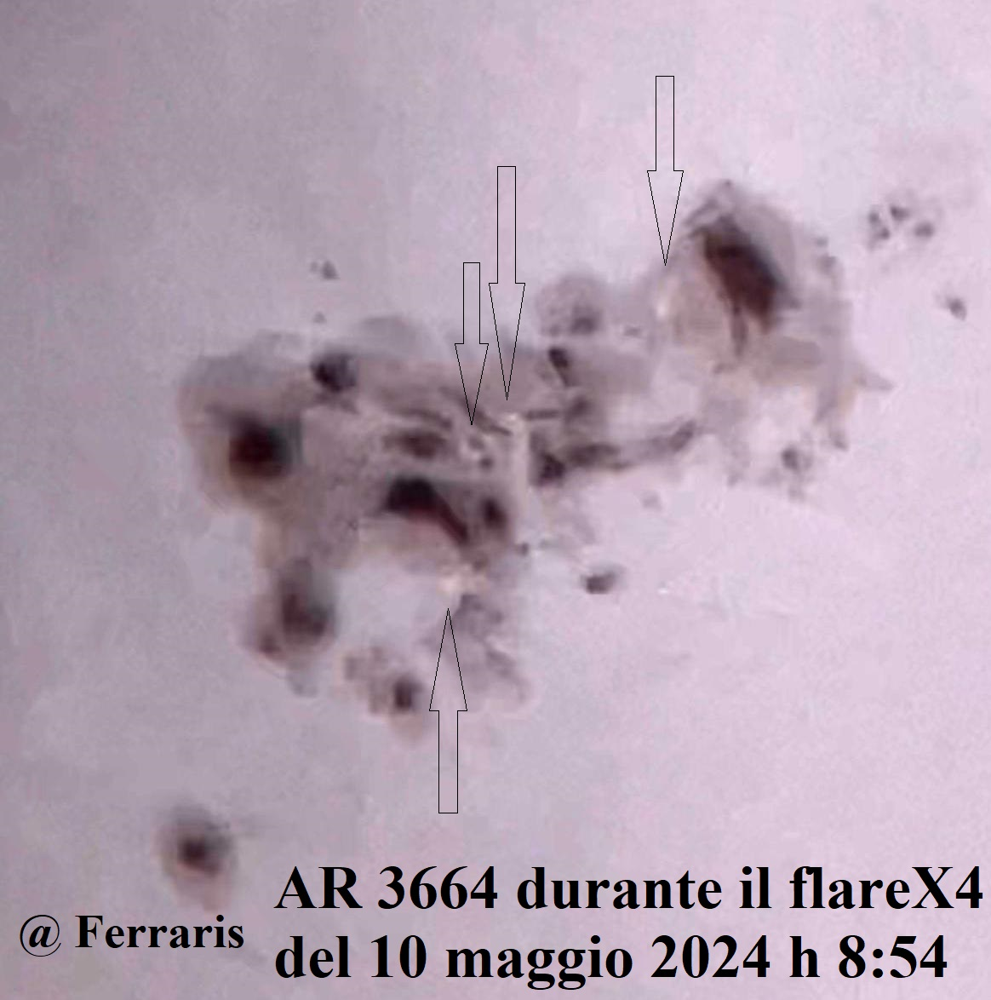 AR 3664 durante il flareX4
@ Ferraris
del 10 maggio 2024 h 8:54